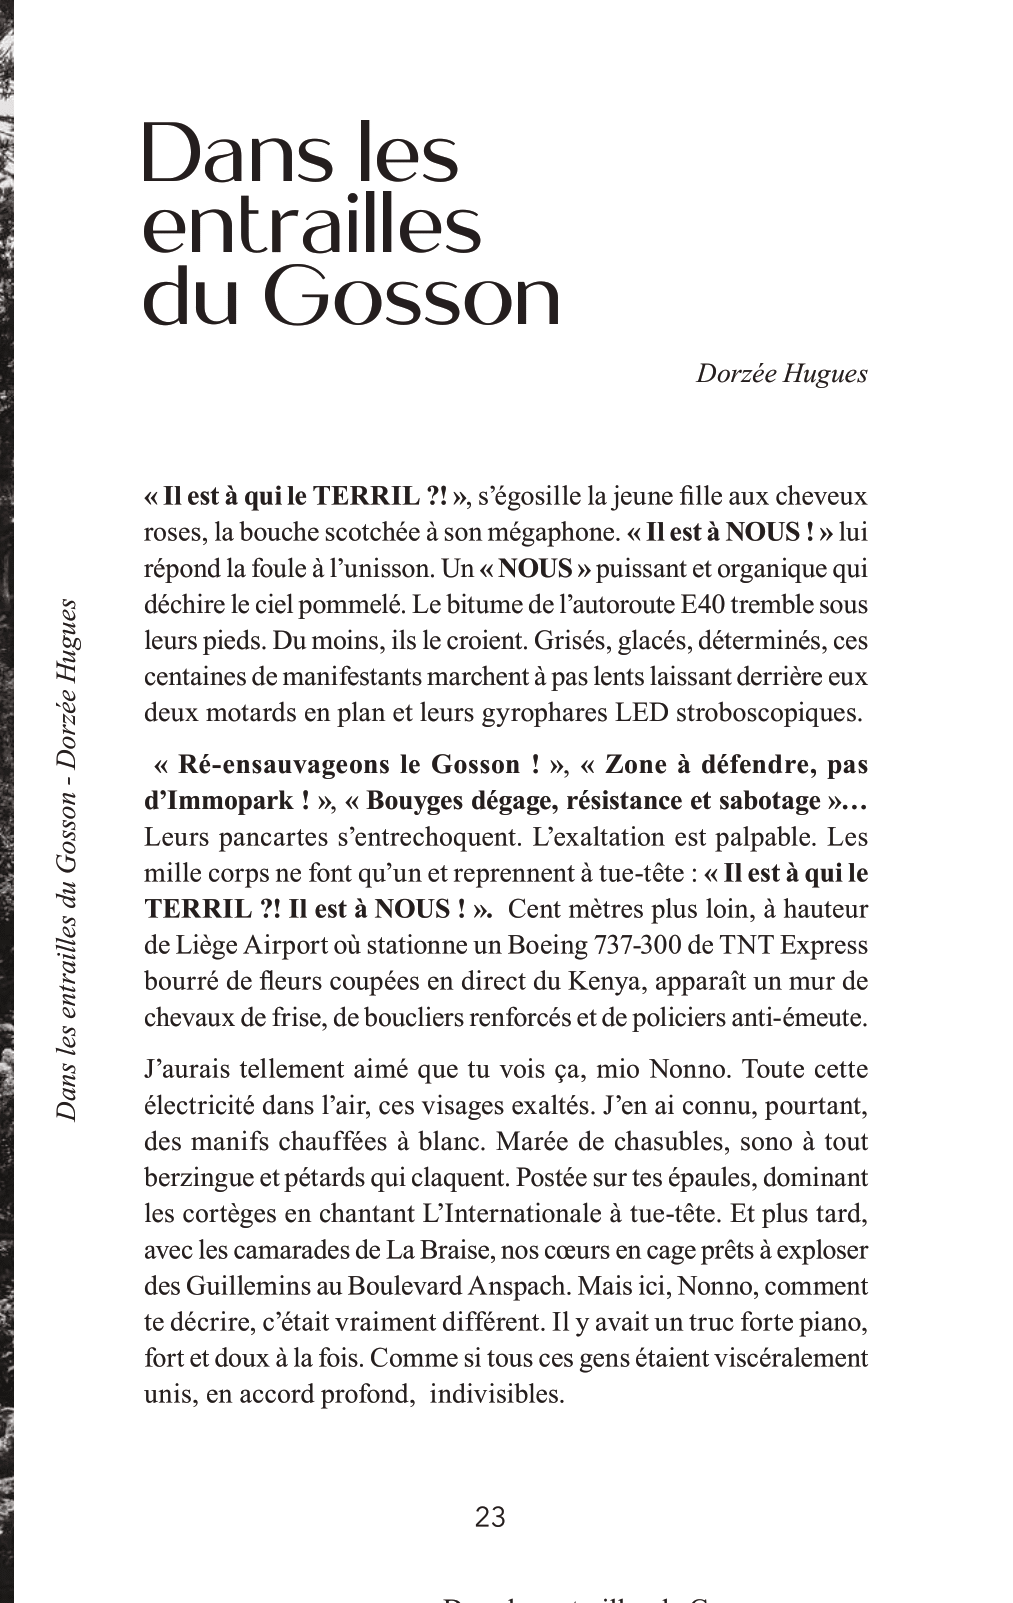 Dans les
entrailles
du Gosson
Dorzée Hugues
« Il est à qui le TERRIL ?! », s’égosille la jeune fille aux cheveux
roses, la bouche scotchée à son mégaphone. « Il est à NOUS ! » lui
répond la foule à l’unisson. Un « NOUS » puissant et organique qui
déchire le ciel pommelé. Le bitume de l’autoroute E40 tremble sous
leurs pieds. Du moins, ils le croient. Grisés, glacés, déterminés, ces
centaines de manifestants marchent à pas lents laissant derrière eux
deux motards en plan et leurs gyrophares LED stroboscopiques.
« Ré-ensauvageons le Gosson ! », « Zone à défendre, pas
d’Immopark ! », « Bouyges dégage, résistance et sabotage »…
Leurs pancartes s’entrechoquent. L’exaltation est palpable. Les
mille corps ne font qu’un et reprennent à tue-tête : « Il est à qui le
TERRIL ?! Il est à NOUS ! ». Cent mètres plus loin, à hauteur
de Liège Airport où stationne un Boeing 737-300 de TNT Express
bourré de fleurs coupées en direct du Kenya, apparaît un mur de
chevaux de frise, de boucliers renforcés et de policiers anti-émeute.
J’aurais tellement aimé que tu vois ça, mio Nonno. Toute cette
électricité dans l’air, ces visages exaltés. J’en ai connu, pourtant,
des manifs chauffées à blanc. Marée de chasubles, sono à tout
berzingue et pétards qui claquent. Postée sur tes épaules, dominant
les cortèges en chantant L’Internationale à tue-tête. Et plus tard,
avec les camarades de La Braise, nos cœurs en cage prêts à exploser
des Guillemins au Boulevard Anspach. Mais ici, Nonno, comment
te décrire, c’était vraiment différent. Il y avait un truc forte piano,
fort et doux à la fois. Comme si tous ces gens étaient viscéralement
unis, en accord profond, indivisibles.
Dans les entrailles du Gosson - Dorzée Hugues
23